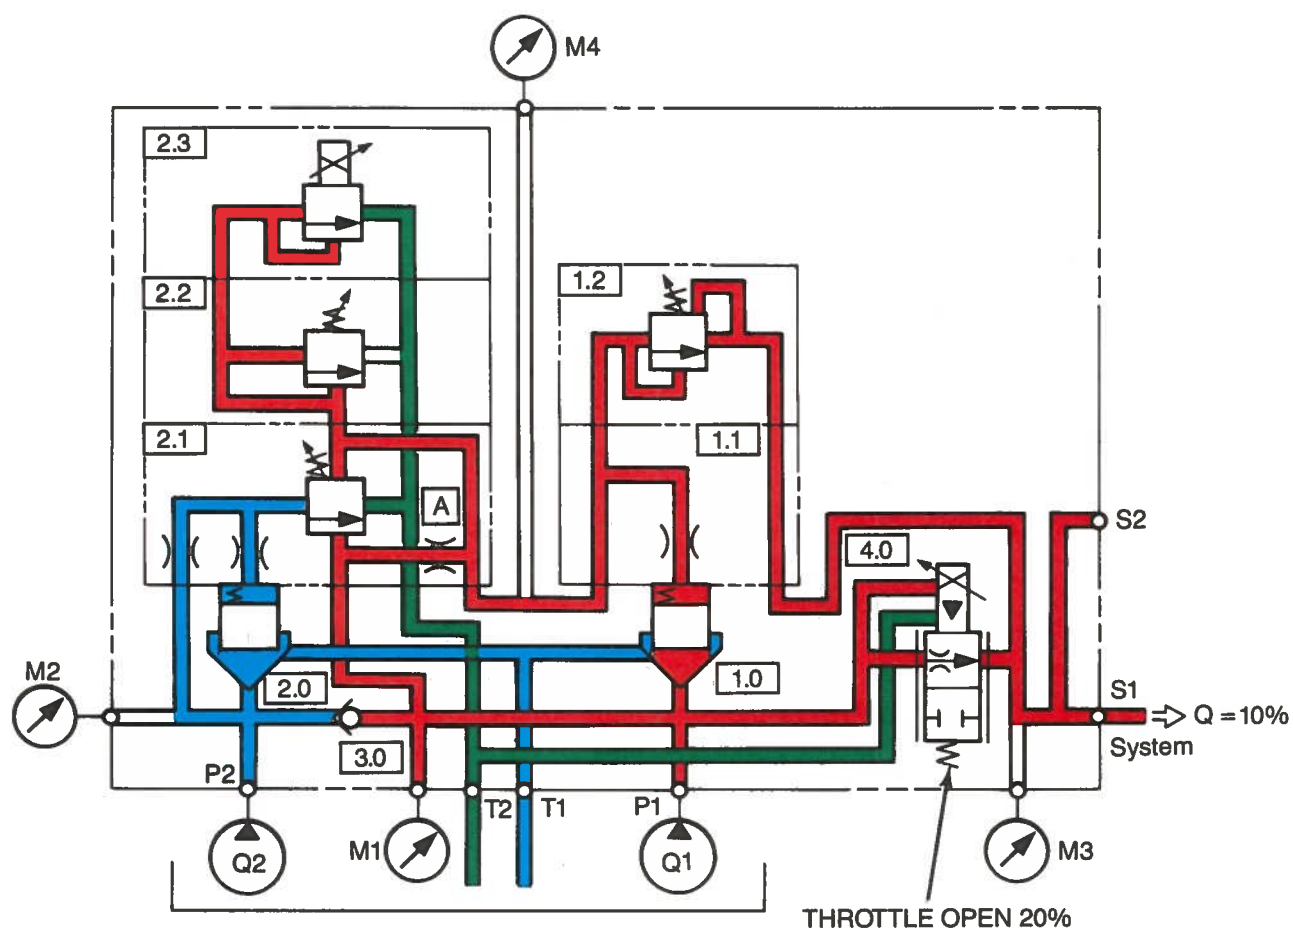 M4
2.3
2.2
1.2
2.1
1.1
A
S2
4.0
M2
2.0
1.0
S1
Q = 10%
3.0
System
P2
T2
T1
P1
Q2
M1
Q1
M3
THROTTLE OPEN 20%